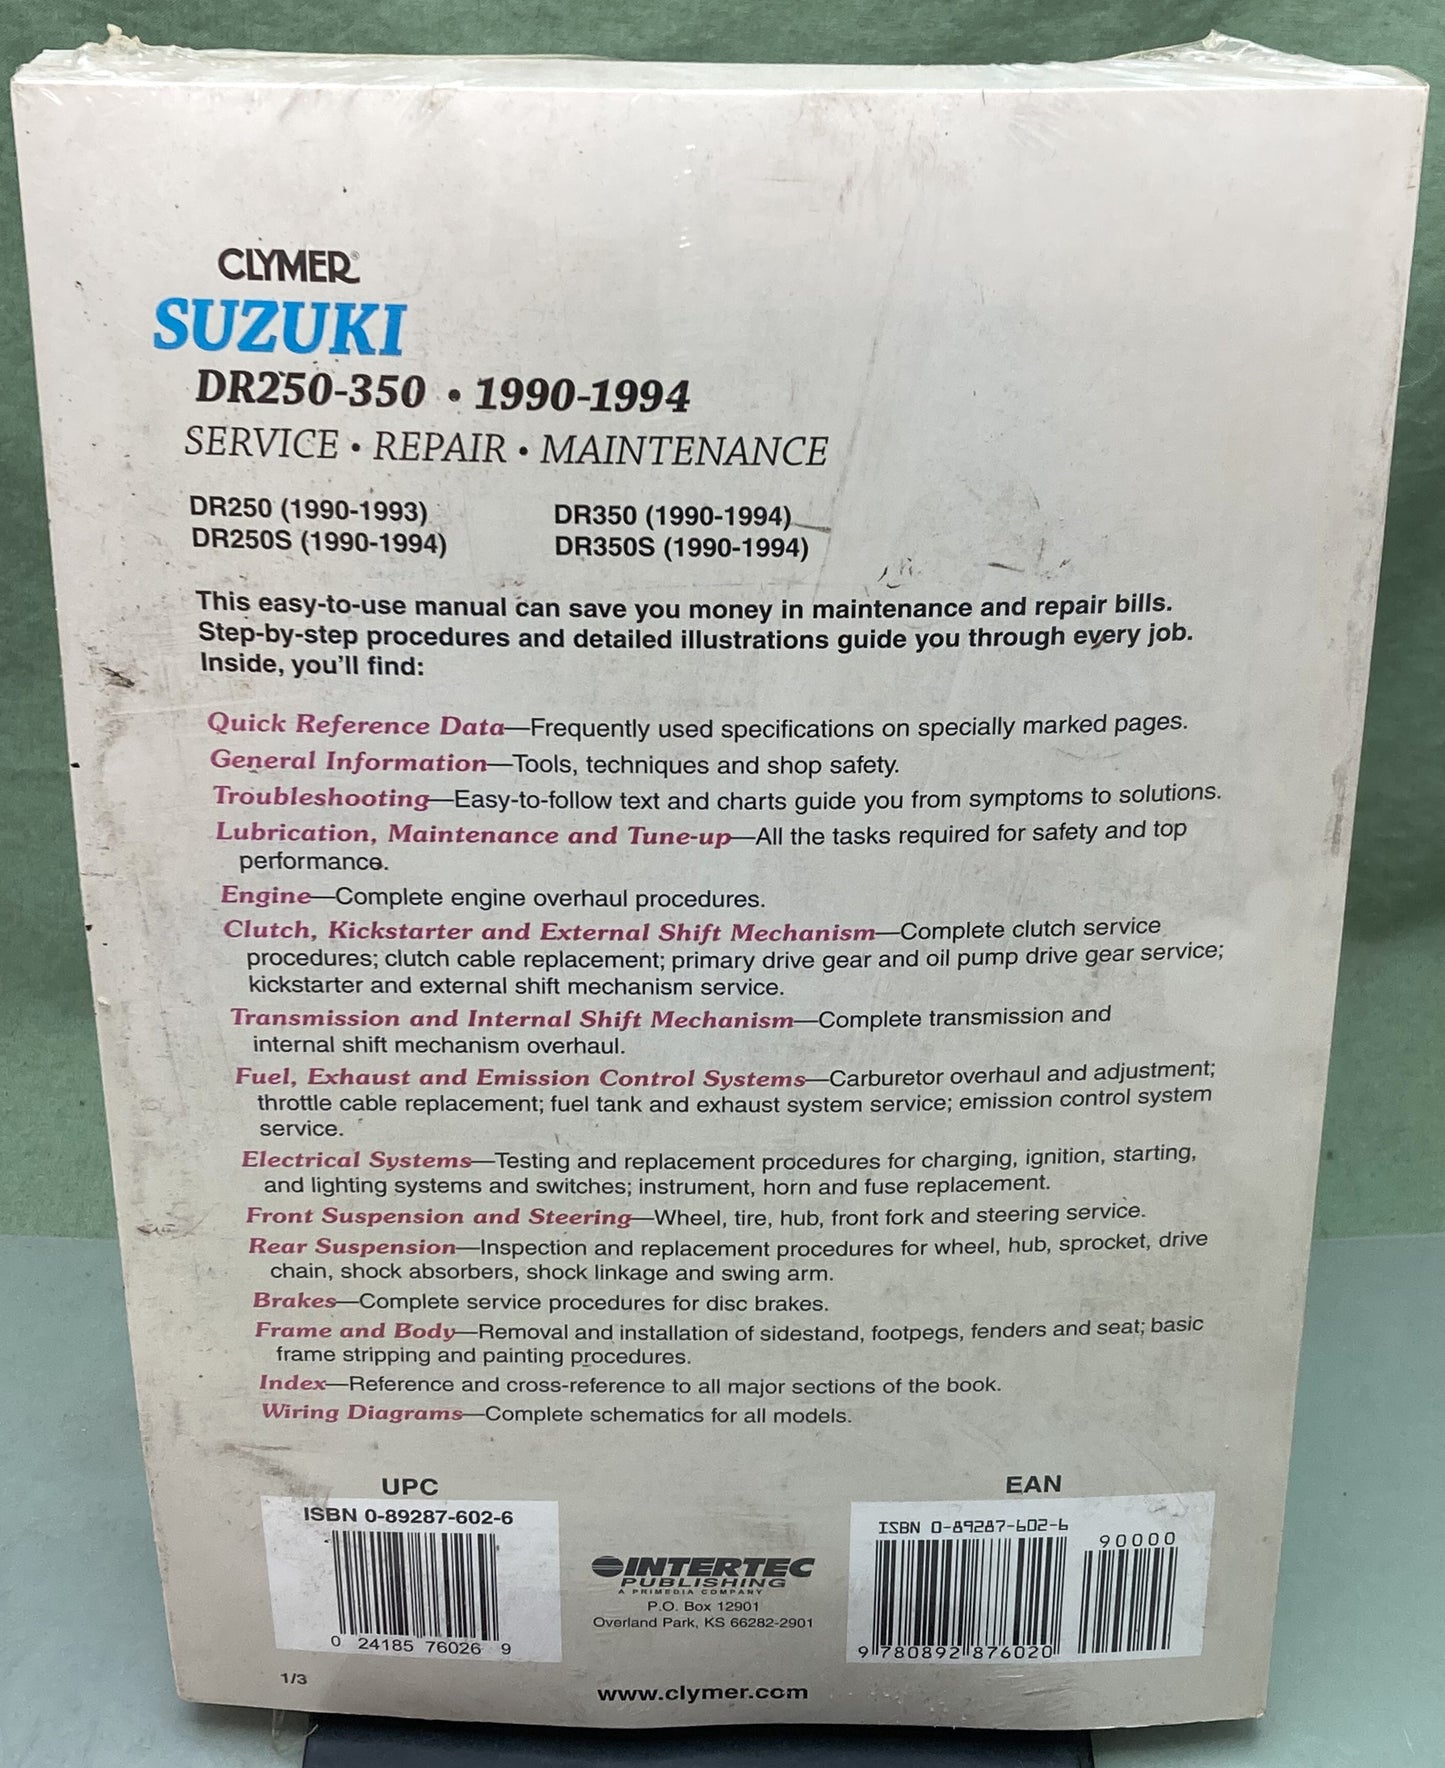 CLYMER®
SUZUKI
DR250-350 • 1990-1994
SERVICE • REPAIR • MAINTENANCE
DR250 (1990-1993) DR350 (1990-1994)
DR250S (1990-1994) DR350S (1990-1994)
This easy-to-use manual can save you money in maintenance and repair bills.
Step-by-step procedures and detailed illustrations guide you through every job.
Inside, you'll find:
Quick Reference Data—Frequently used specifications on specially marked pages.
General Information—Tools, techniques and shop safety.
Troubleshooting—Easy-to-follow text and charts guide you from symptoms to solutions.
Lubrication, Maintenance and Tune-up—All the tasks required for safety and top
performance.
Engine—Complete engine overhaul procedures.
Clutch, Kickstarter and External Shift Mechanism—Complete clutch service
procedures; clutch cable replacement; primary drive gear and oil pump drive gear service;
kickstarter and external shift mechanism service.
Transmission and Internal Shift Mechanism—Complete transmission and
internal shift mechanism overhaul.
Fuel, Exhaust and Emission Control Systems—Carburetor overhaul and adjustment;
throttle cable replacement; fuel tank and exhaust system service; emission control system
service.
Electrical Systems—Testing and replacement procedures for charging, ignition, starting,
and lighting systems and switches; instrument, horn and fuse replacement.
Front Suspension and Steering—Wheel, tire, hub, front fork and steering service.
Rear Suspension—Inspection and replacement procedures for wheel, hub, sprocket, drive
chain, shock absorbers, shock linkage and swing arm.
Brakes—Complete service procedures for disc brakes.
Frame and Body—Removal and installation of sidestand, footpegs, fenders and seat; basic
frame stripping and painting procedures.
Index—Reference and cross-reference to all major sections of the book.
Wiring Diagrams—Complete schematics for all models.
UPC
ISBN 0-89287-602-6
0 24185 76026 9
1/3
INTERTEC
PUBLISHING
A PRIMEDIA COMPANY
P.O. Box 12901
Overland Park, KS 66282-2901
www.clymer.com
EAN
ISBN 0-89287-602-6
90000
9 780892 876020